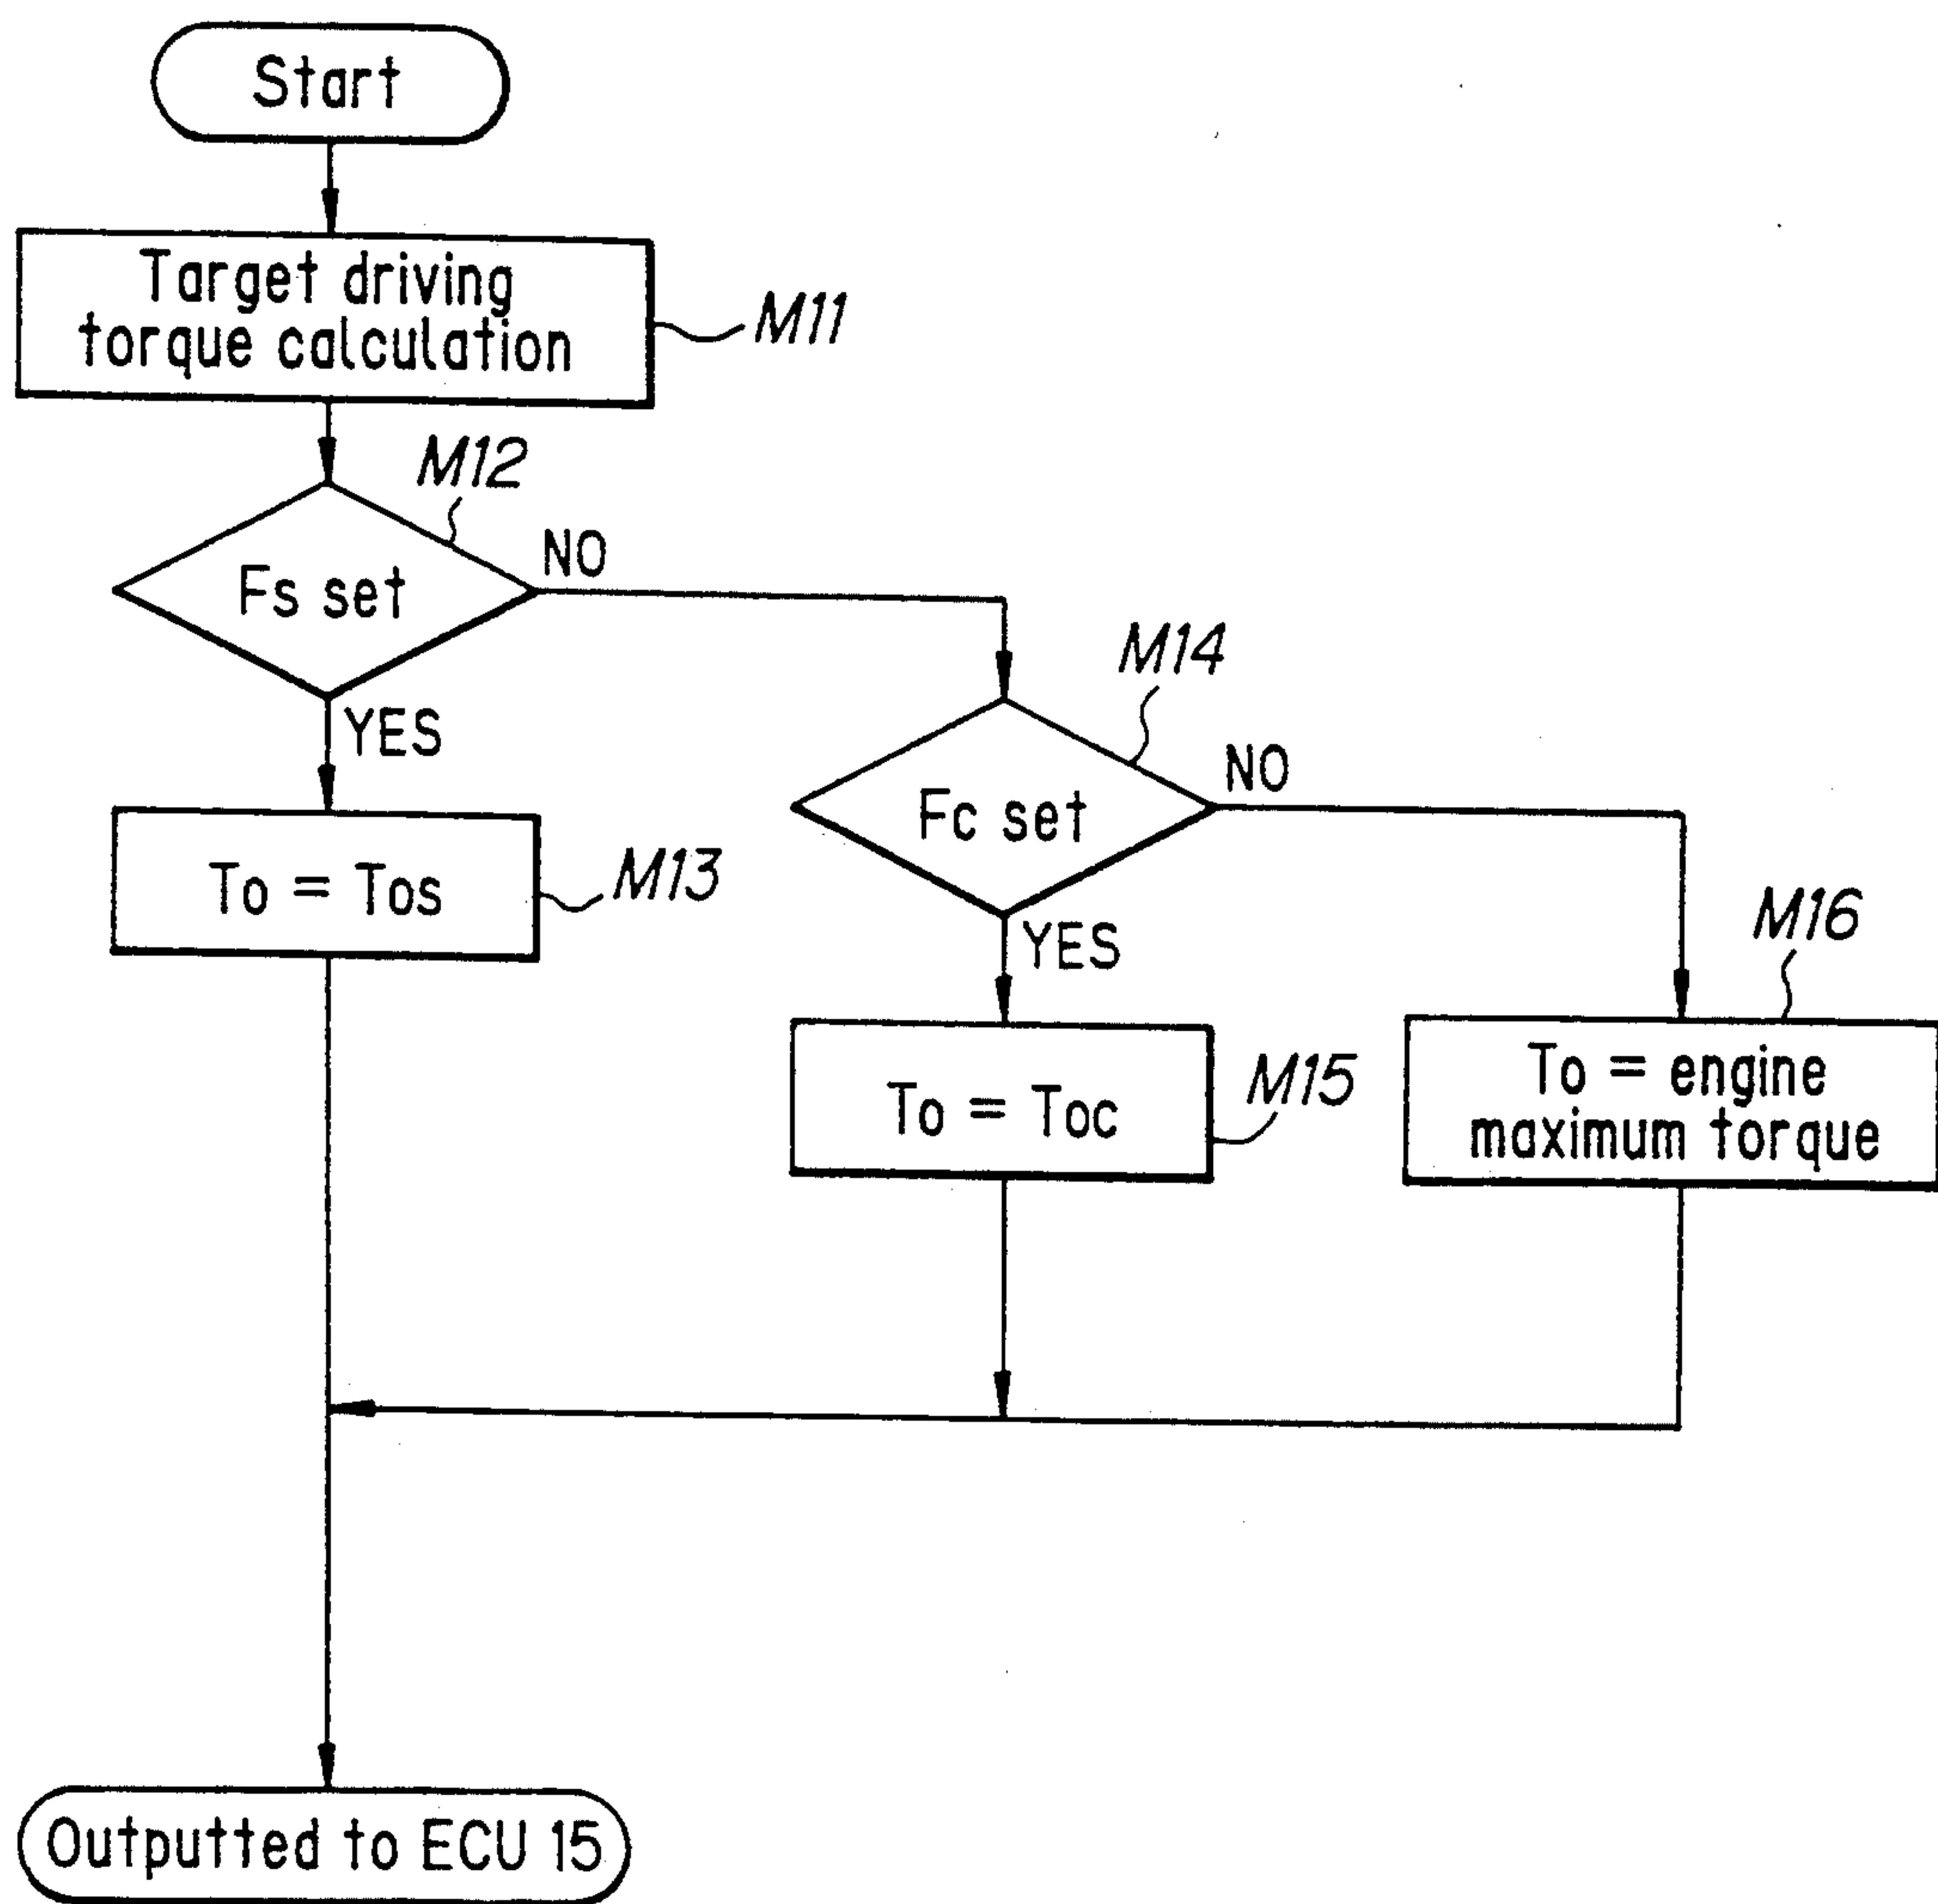 Start
Target driving
torque calculation
M11
M12
Fs set
NO
YES
To = Tos
M13
M14
Fc set
NO
YES
To = Toc
M15
M16
To = engine
maximum torque
Outputted to ECU 15